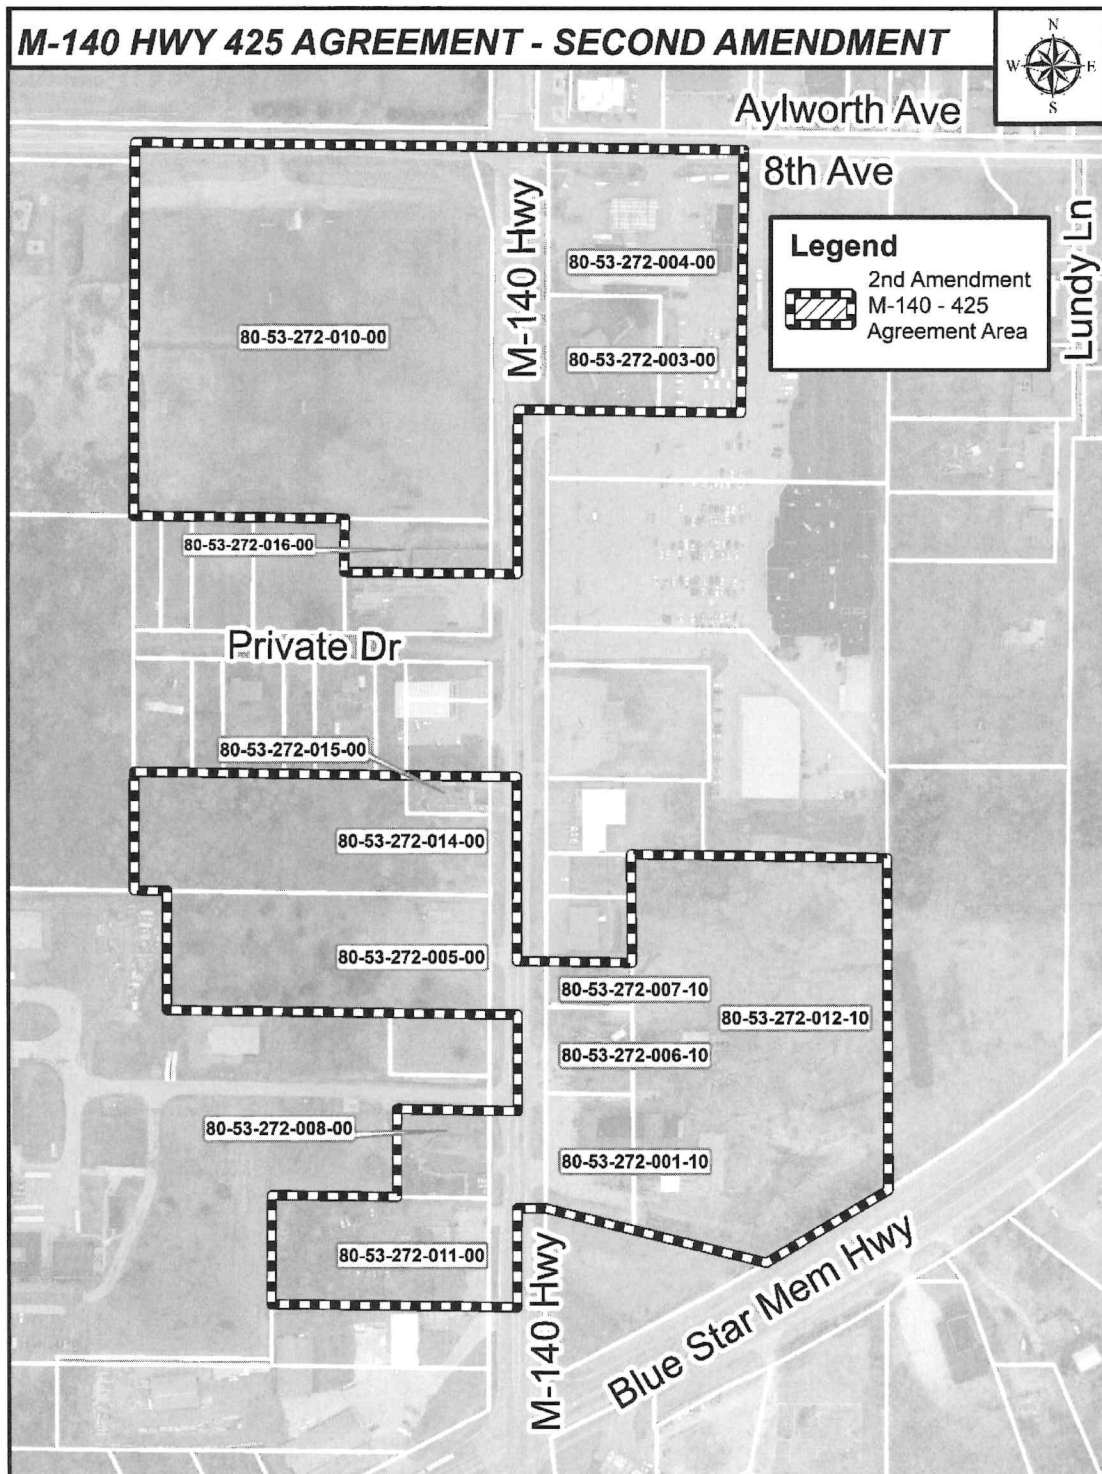 M-140 HWY 425 AGREEMENT - SECOND AMENDMENT
N
W E
S
Aylworth Ave
8th Ave
M-140 Hwy
Lundy Ln
Legend
2nd Amendment
M-140 - 425
Agreement Area
80-53-272-004-00
80-53-272-010-00
80-53-272-003-00
80-53-272-016-00
Private Dr
80-53-272-015-00
80-53-272-014-00
80-53-272-005-00
80-53-272-007-10
80-53-272-012-10
80-53-272-006-10
80-53-272-008-00
80-53-272-001-10
80-53-272-011-00
M-140 Hwy
Blue Star Mem Hwy